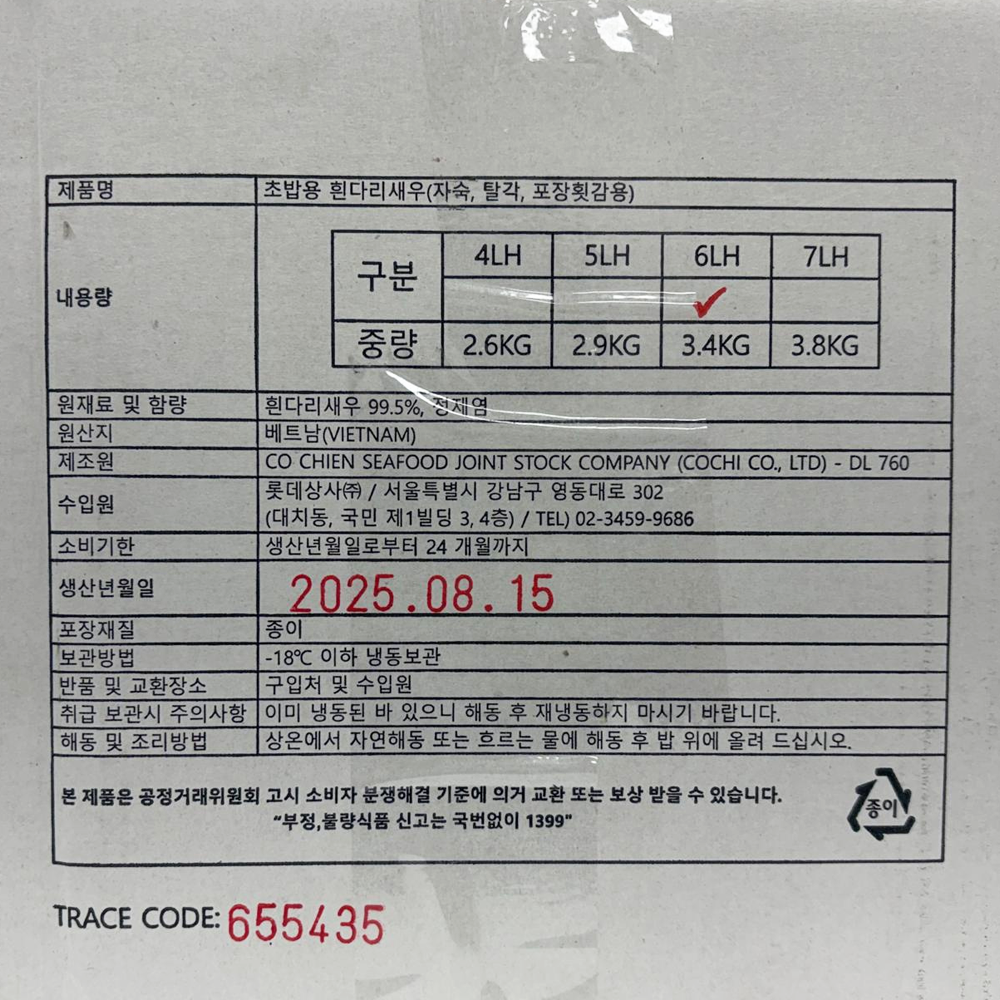 제품명 초밥용 흰다리새우(자숙, 탈각, 포장횟감용)
내용량
구분 4LH 5LH 6LH 7LH
✓
중량 2.6KG 2.9KG 3.4KG 3.8KG
원재료 및 함량 흰다리새우 99.5%, 정제염
원산지 베트남(VIETNAM)
제조원 CO CHIEN SEAFOOD JOINT STOCK COMPANY (COCHI CO., LTD) - DL 760
수입원 롯데상사㈜ / 서울특별시 강남구 영동대로 302
(대치동, 국민 제1빌딩 3, 4층) / TEL) 02-3459-9686
소비기한 생산년월일로부터 24 개월까지
생산년월일 2025.08.15
포장재질 종이
보관방법 -18℃ 이하 냉동보관
반품 및 교환장소 구입처 및 수입원
취급 보관시 주의사항 이미 냉동된 바 있으니 해동 후 재냉동하지 마시기 바랍니다.
해동 및 조리방법 상온에서 자연해동 또는 흐르는 물에 해동 후 밥 위에 올려 드십시오.
본 제품은 공정거래위원회 고시 소비자 분쟁해결 기준에 의거 교환 또는 보상 받을 수 있습니다.
“부정,불량식품 신고는 국번없이 1399"
종이
TRACE CODE: 655435